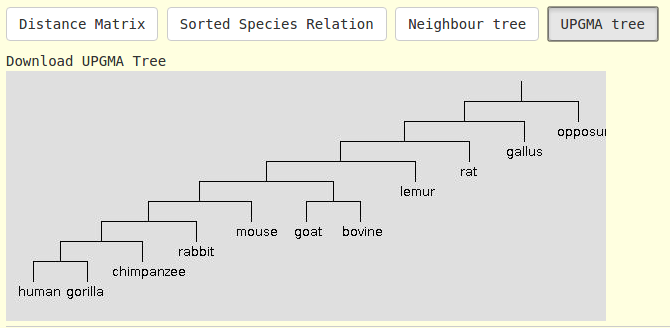 Distance Matrix Sorted Species Relation Neighbour tree UPGMA tree
Download UPGMA Tree
opposu
gallus
rat
lemur
mouse goat bovine
rabbit
chimpanzee
human gorilla